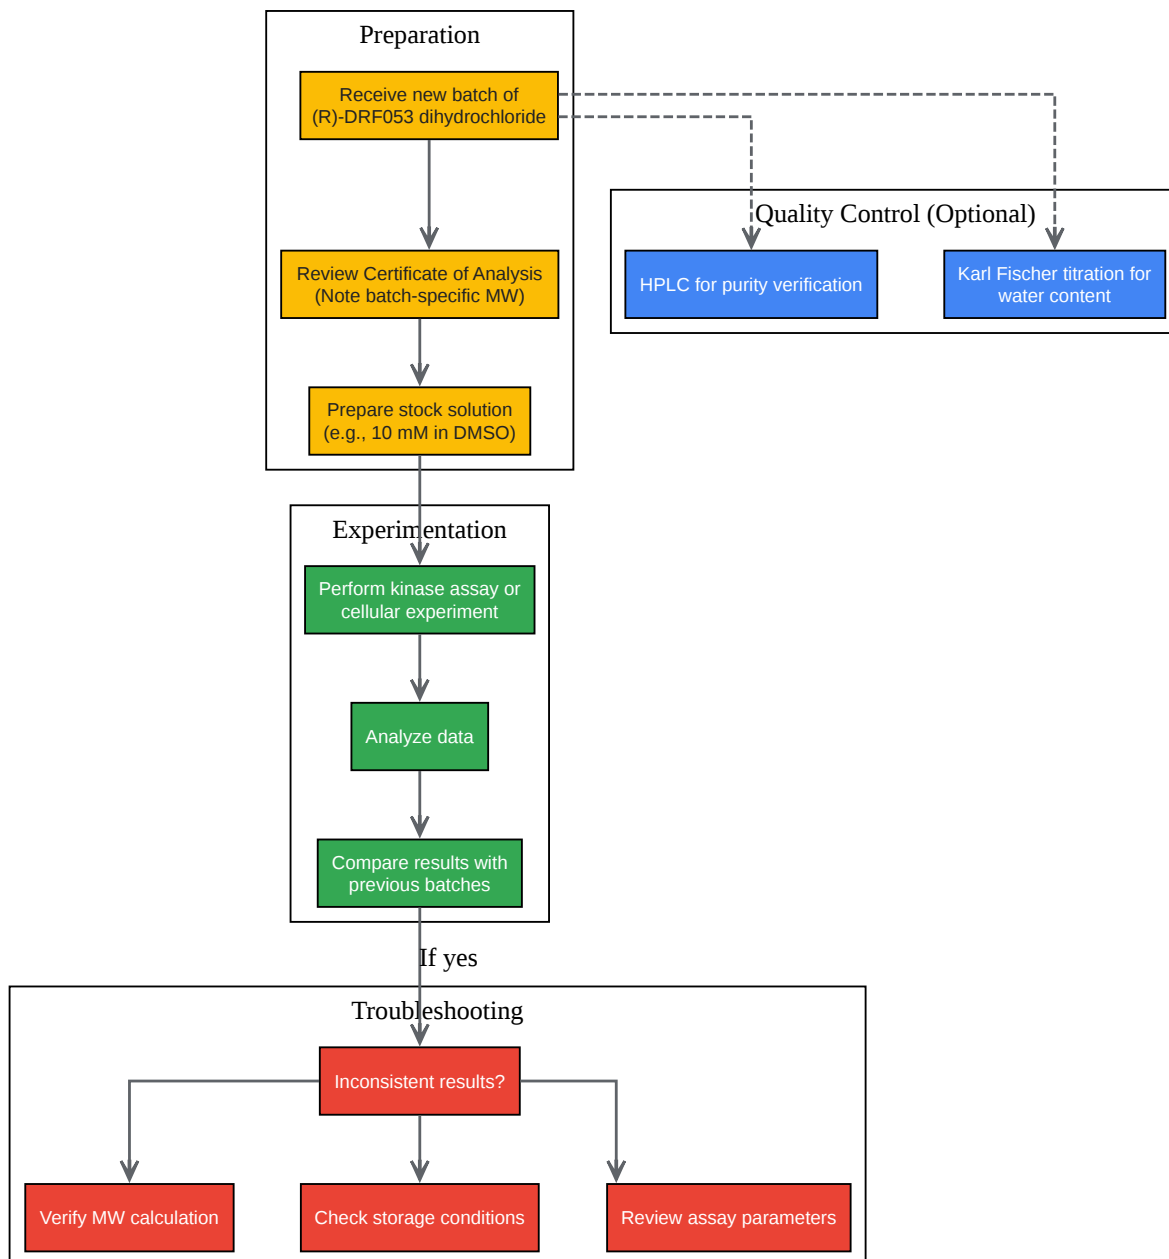 Preparation
Receive new batch of
(R)-DRF053 dihydrochloride
Quality Control (Optional)
Review Certificate of Analysis
(Note batch-specific MW)
HPLC for purity verification
Karl Fischer titration for
water content
Prepare stock solution
(e.g., 10 mM in DMSO)
Experimentation
Perform kinase assay or
cellular experiment
Analyze data
Compare results with
previous batches
If yes
Troubleshooting
Inconsistent results?
Verify MW calculation
Check storage conditions
Review assay parameters